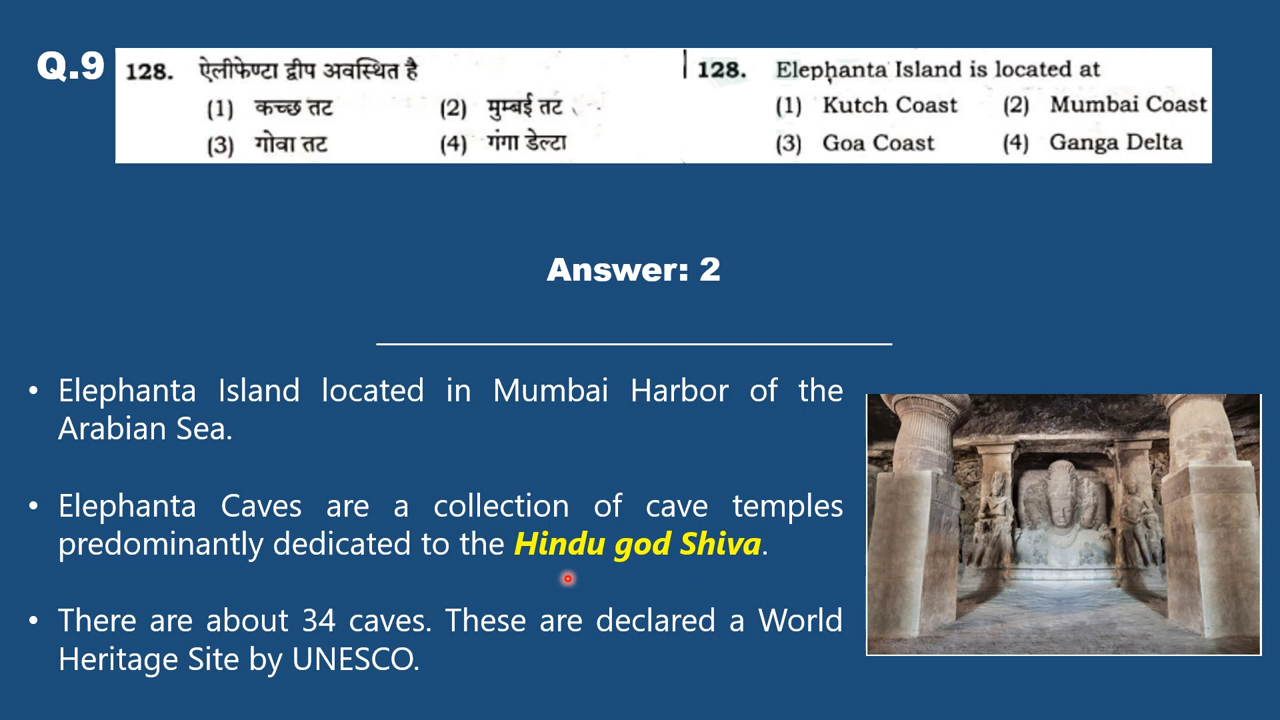 Q.9
128. ऐलीफेण्टा द्वीप अवस्थित है
(1) कच्छ तट (2) मुम्बई तट
(3) गोवा तट (4) गंगा डेल्टा
128. Elephanta Island is located at
(1) Kutch Coast (2) Mumbai Coast
(3) Goa Coast (4) Ganga Delta
Answer: 2
• Elephanta Island located in Mumbai Harbor of the
Arabian Sea.
• Elephanta Caves are a collection of cave temples
predominantly dedicated to the Hindu god Shiva.
• There are about 34 caves. These are declared a World
Heritage Site by UNESCO.